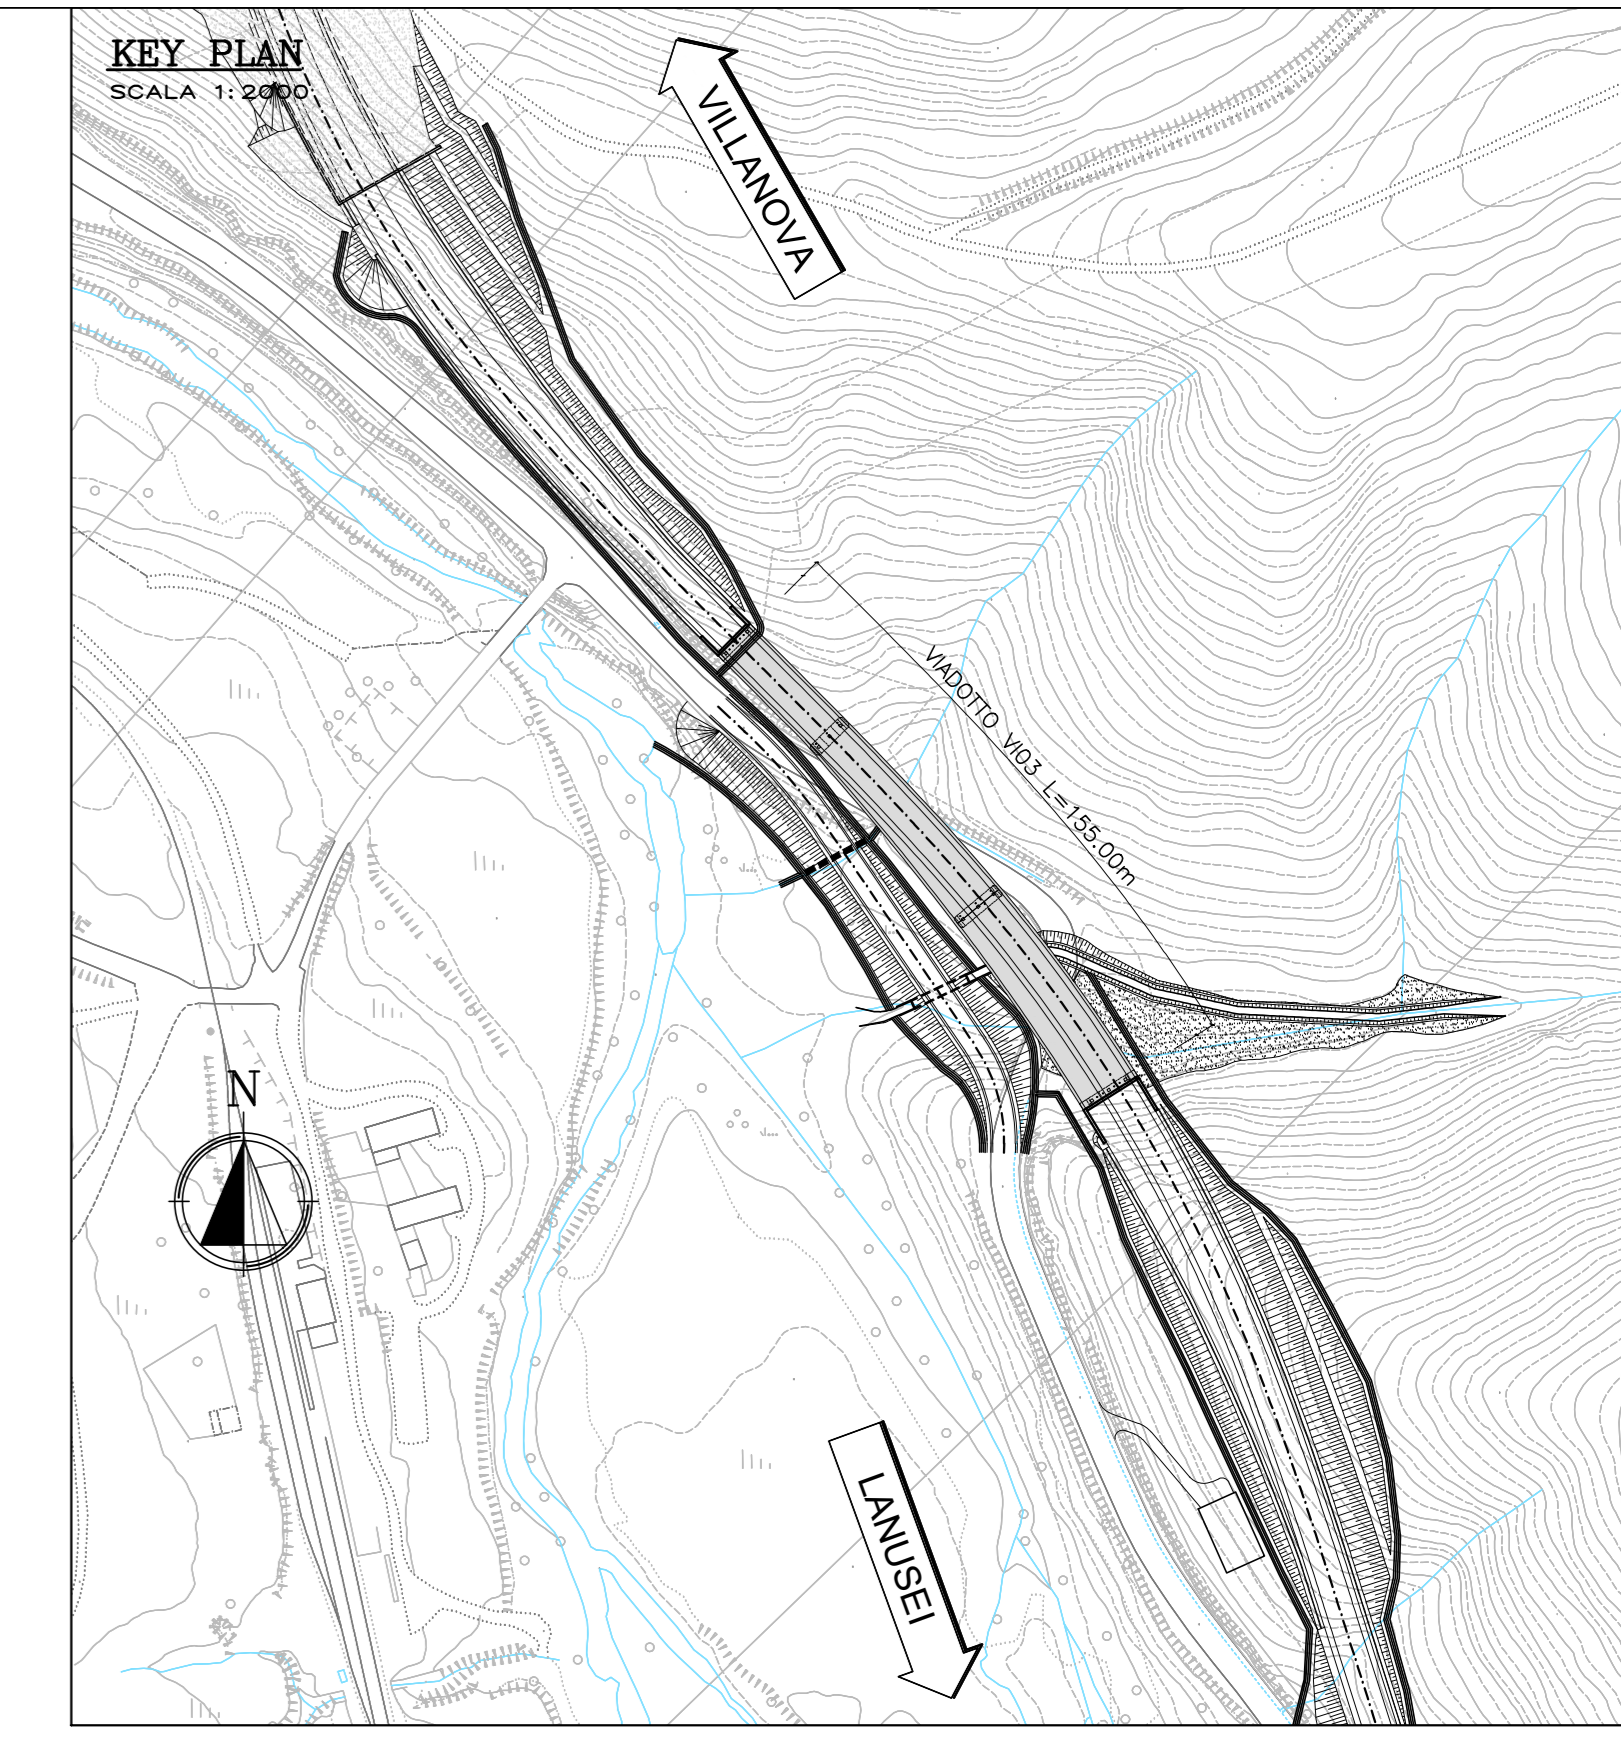 KEY PLAN
SCALA 1:2000
VILLANOVA
VIADOTTO VI03 L=155.00m
N
LANUSEI